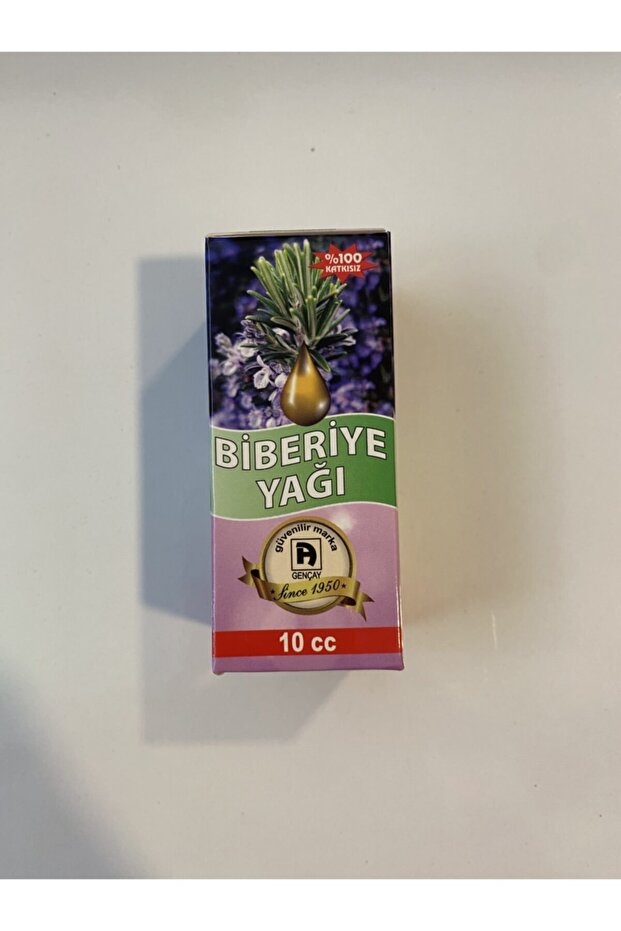 %100
KATKISIZ
BİBERİYE
YAĞI
güvenilir marka
A
GENÇAY
Since 1950
10 cc